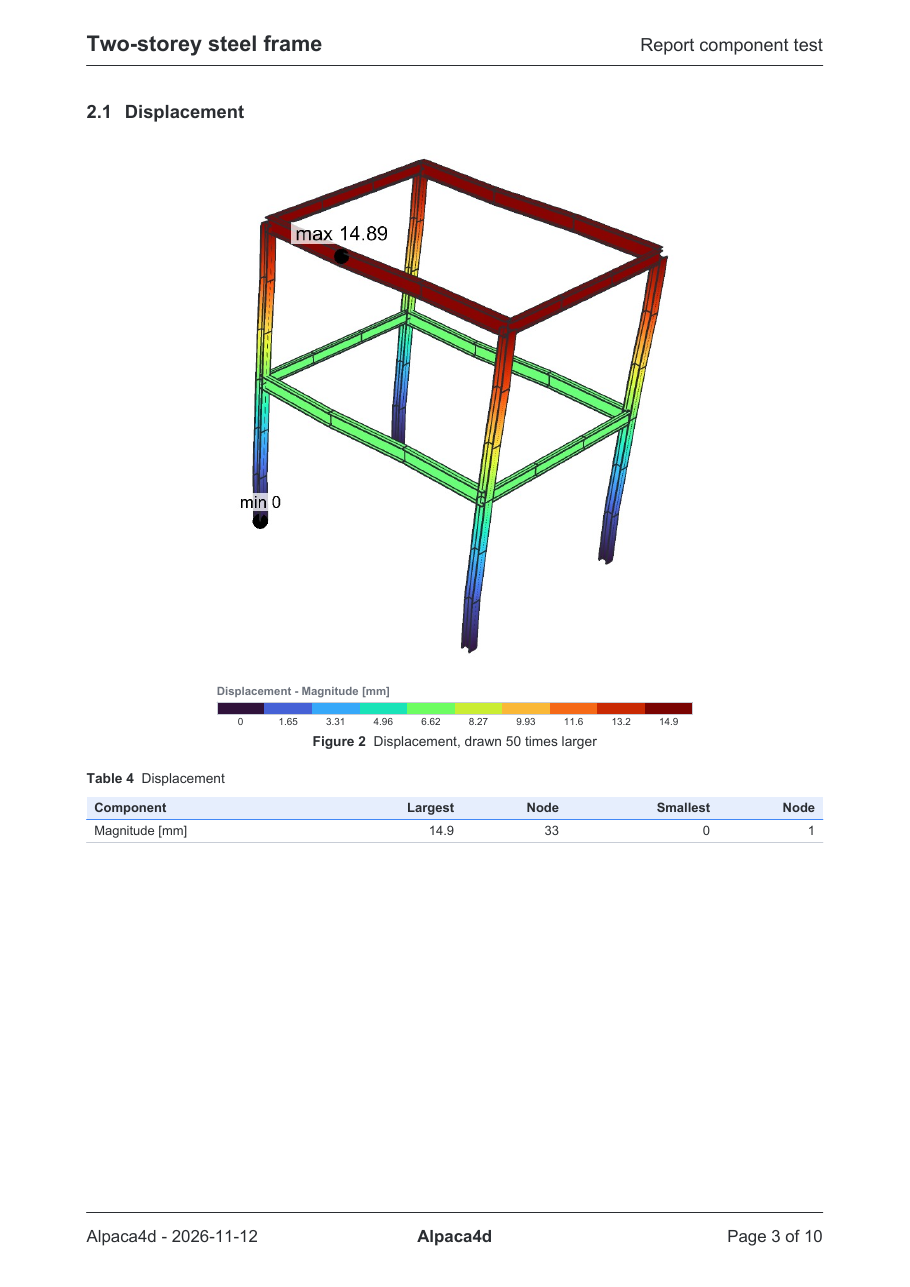 Two-storey steel frame Report component test
2.1 Displacement
max 14.89
min 0
Displacement - Magnitude [mm]
0 1.65 3.31 4.96 6.62 8.27 9.93 11.6 13.2 14.9
Figure 2 Displacement, drawn 50 times larger
Table 4 Displacement
Component Largest Node Smallest Node
Magnitude [mm] 14.9 33 0 1
Alpaca4d - 2026-11-12 Alpaca4d Page 3 of 10